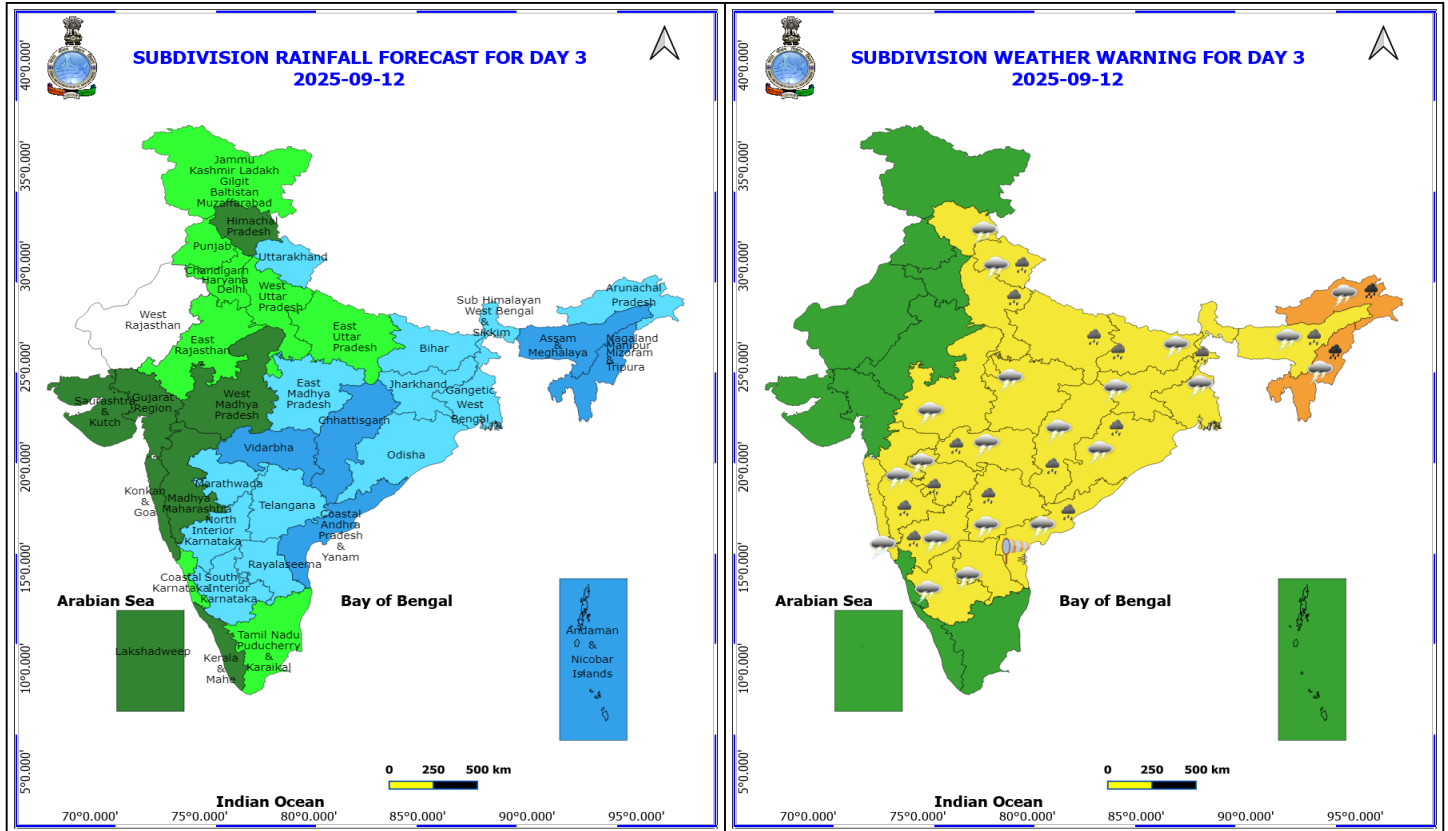 SUBDIVISION RAINFALL FORECAST FOR DAY 3
2025-09-12
40°0.000'
35°0.000'
30°0.000'
25°0.000'
20°0.000'
15°0.000'
10°0.000'
5°0.000'
Jammu
Kashmir Ladakh
Gilgit
Baltistan
Muzaffarabad
Himachal
Pradesh
Punjab
Uttarakhand
Chandigarh
Haryana
Delhi
West
Uttar
Pradesh
West
Rajasthan
East
Rajasthan
East
Uttar
Pradesh
Sub Himalayan
West Bengal
&
Sikkim
Arunachal
Pradesh
Assam
&
Meghalaya
Nagaland
Manipur
Mizoram
&
Tripura
Bihar
Jharkhand
Gangetic
West
Bengal
Saurashtra
&
Kutch
Gujarat
Region
West
Madhya
Pradesh
East
Madhya
Pradesh
Chhattisgarh
Vidarbha
Odisha
Konkan
&
Goa
Madhya
Maharashtra
Marathwada
Telangana
North
Interior
Karnataka
Coastal
Andhra
Pradesh
&
Yanam
Rayalaseema
Coastal
Karnataka
South
Interior
Karnataka
Tamil Nadu
Puducherry
&
Karaikal
Kerala
&
Mahe
Lakshadweep
Andaman
&
Nicobar
Islands
Arabian Sea
Bay of Bengal
0 250 500 km
Indian Ocean
70°0.000' 75°0.000' 80°0.000' 85°0.000' 90°0.000' 95°0.000'
SUBDIVISION WEATHER WARNING FOR DAY 3
2025-09-12
40°0.000'
35°0.000'
30°0.000'
25°0.000'
20°0.000'
15°0.000'
10°0.000'
5°0.000'
Arabian Sea
Bay of Bengal
0 250 500 km
Indian Ocean
70°0.000' 75°0.000' 80°0.000' 85°0.000' 90°0.000' 95°0.000'